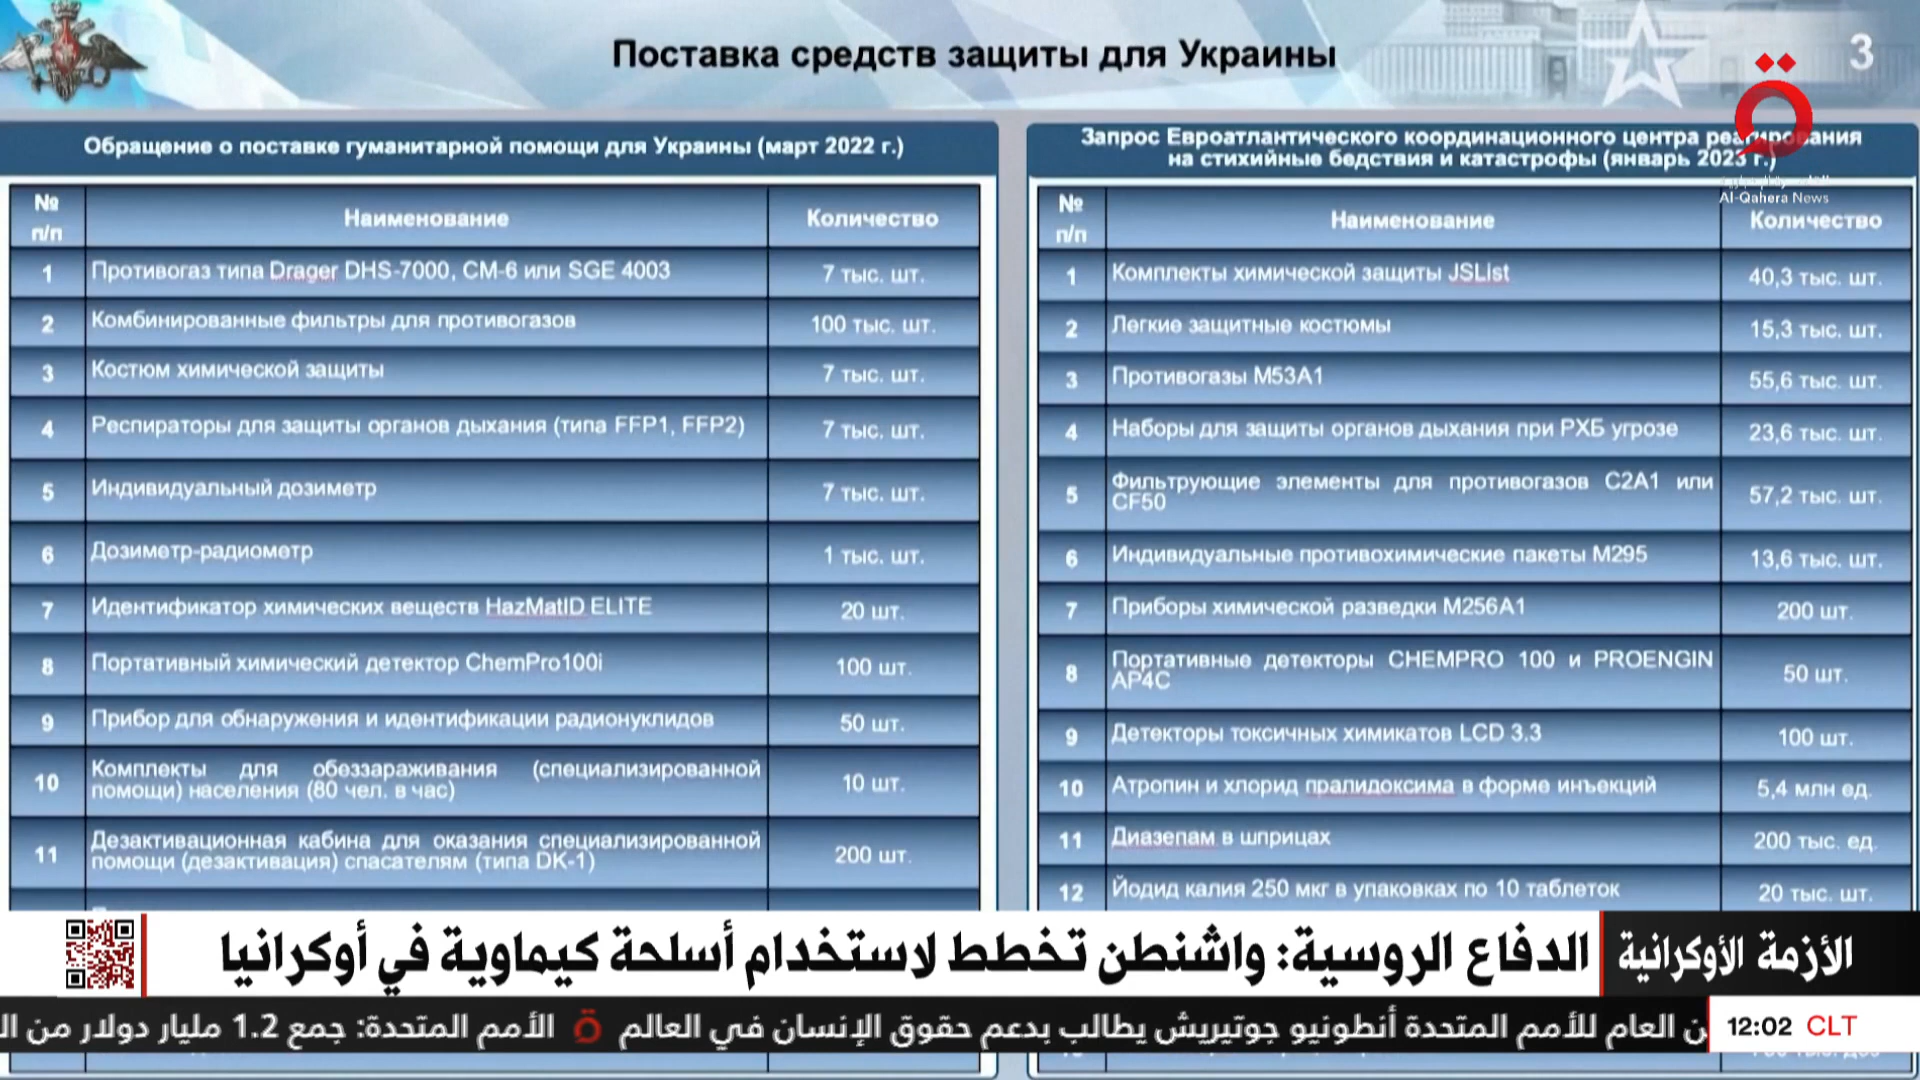 Поставка средств защиты для Украины
3
Обращение о поставке гуманитарной помощи для Украины (март 2022 г.)
№ п/п
Наименование
Количество
1
Противогаз типа Drager DHS-7000, СМ-6 или SGE 4003
7 тыс. шт.
2
Комбинированные фильтры для противогазов
100 тыс. шт.
3
Костюм химической защиты
7 тыс. шт.
4
Респираторы для защиты органов дыхания (типа FFP1, FFP2)
7 тыс. шт.
5
Индивидуальный дозиметр
7 тыс. шт.
6
Дозиметр-радиометр
1 тыс. шт.
7
Идентификатор химических веществ HazMatID ELITE
20 шт.
8
Портативный химический детектор ChemPro100i
100 шт.
9
Прибор для обнаружения и идентификации радионуклидов
50 шт.
10
Комплекты для обеззараживания (специализированной
помощи) населения (80 чел. в час)
10 шт.
11
Дезактивационная кабина для оказания специализированной
помощи (дезактивация) спасателям (типа DK-1)
200 шт.
Запрос Евроатлантического координационного центра реагирования
на стихийные бедствия и катастрофы (январь 2023 г.)
№ п/п
Наименование
Количество
1
Комплекты химической защиты JSLIst
40,3 тыс. шт.
2
Легкие защитные костюмы
15,3 тыс. шт.
3
Противогазы М53А1
55,6 тыс. шт.
4
Наборы для защиты органов дыхания при РХБ угрозе
23,6 тыс. шт.
5
Фильтрующие элементы для противогазов С2А1 или
CF50
57,2 тыс. шт.
6
Индивидуальные противохимические пакеты М295
13,6 тыс. шт.
7
Приборы химической разведки М256А1
200 шт.
8
Портативные детекторы CHEMPRO 100 и PROENGIN
AP4C
50 шт.
9
Детекторы токсичных химикатов LCD 3.3
100 шт.
10
Атропин и хлорид пралидоксима в форме инъекций
5,4 млн ед.
11
Диазепам в шприцах
200 тыс. ед.
12
Йодид калия 250 мкг в упаковках по 10 таблеток
20 тыс. шт.
Al-Qahera News
الأزمة الأوكرانية
الدفاع الروسية: واشنطن تخطط لاستخدام أسلحة كيماوية في أوكرانيا
العام للأمم المتحدة أنطونيو جوتيريش يطالب بدعم حقوق الإنسان في العالم
الأمم المتحدة: جمع 1.2 مليار دولار من
12:02 CLT